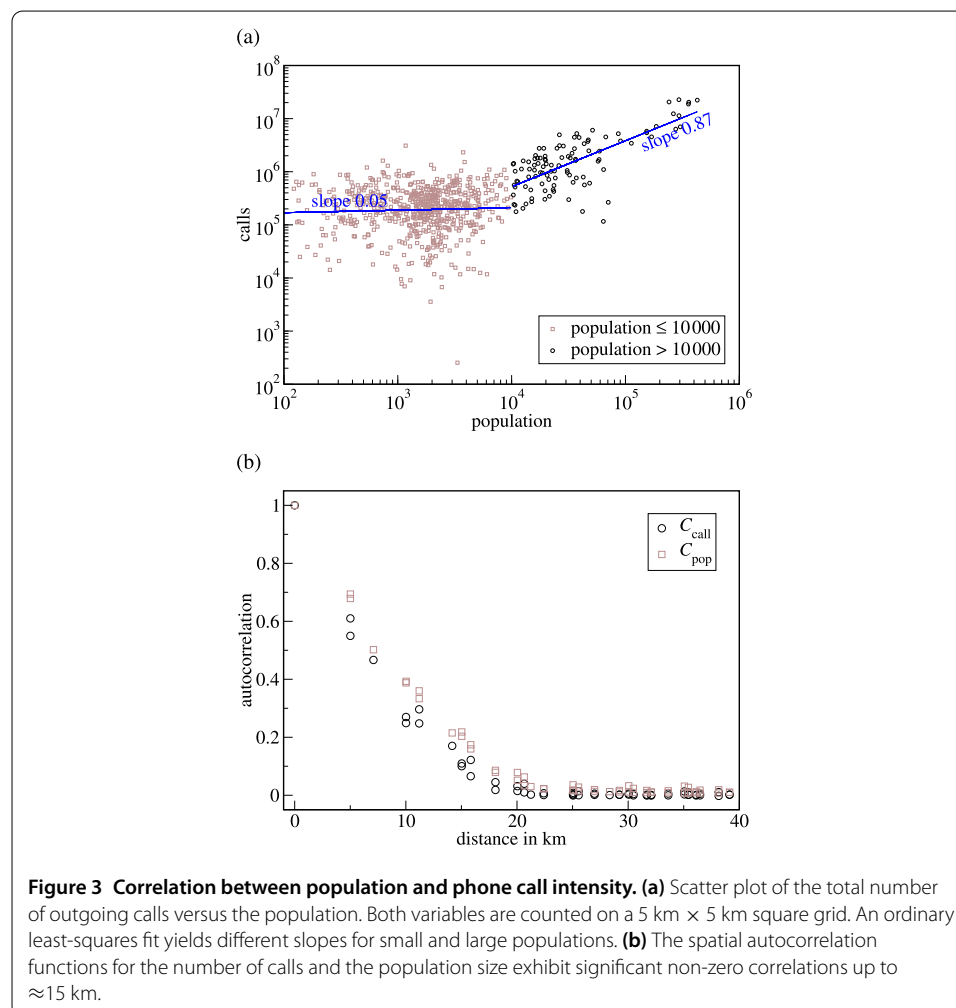 (a)
10^8
10^7
10^6
10^5
10^4
10^3
10^2
calls
slope 0.05
slope 0.87
population ≤ 10 000
population > 10 000
10^2 10^3 10^4 10^5 10^6
population
(b)
1
0.8
0.6
0.4
0.2
0
autocorrelation
C_call
C_pop
0 10 20 30 40
distance in km
Figure 3 Correlation between population and phone call intensity. (a) Scatter plot of the total number
of outgoing calls versus the population. Both variables are counted on a 5 km × 5 km square grid. An ordinary
least-squares fit yields different slopes for small and large populations. (b) The spatial autocorrelation
functions for the number of calls and the population size exhibit significant non-zero correlations up to
≈15 km.